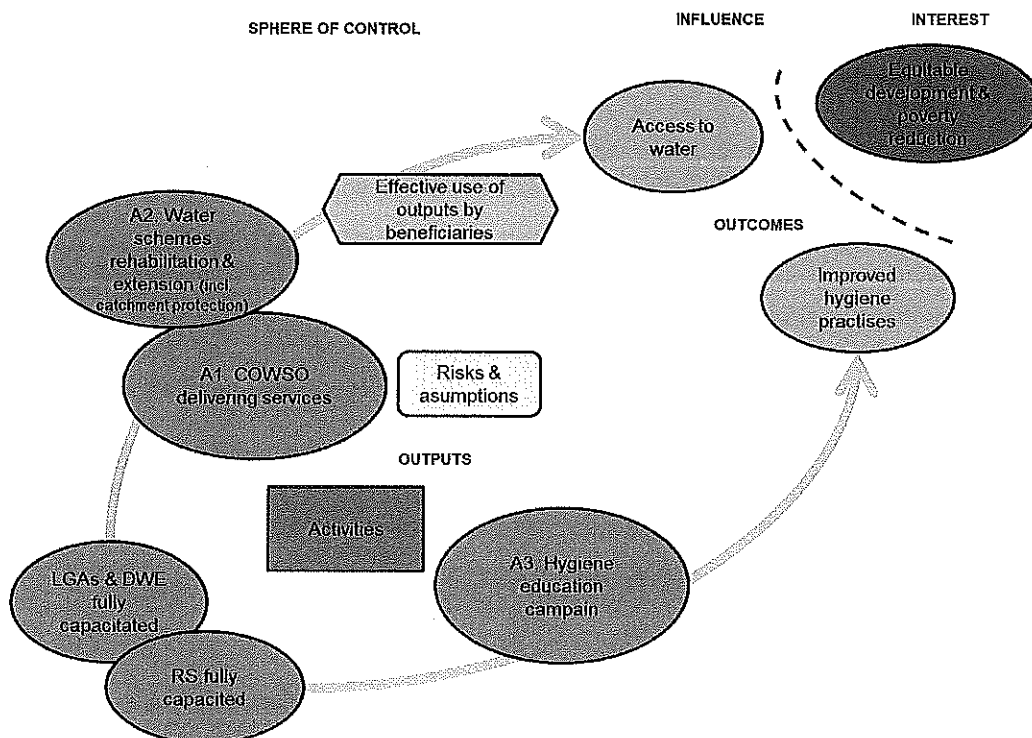 SPHERE OF CONTROL
INFLUENCE
INTEREST
Equitable
development &
poverty
reduction
Access to
water
Effective use of
outputs by
beneficiaries
A2. Water
schemes
rehabilitation &
extension (incl.
catchment protection)
OUTCOMES
Improved
hygiene
practises
A1. COWSO
delivering services
Risks &
asumptions
OUTPUTS
Activities
A3. Hygiene
education
campain
LGAs & DWE
fully
capacitated
RS fully
capacited